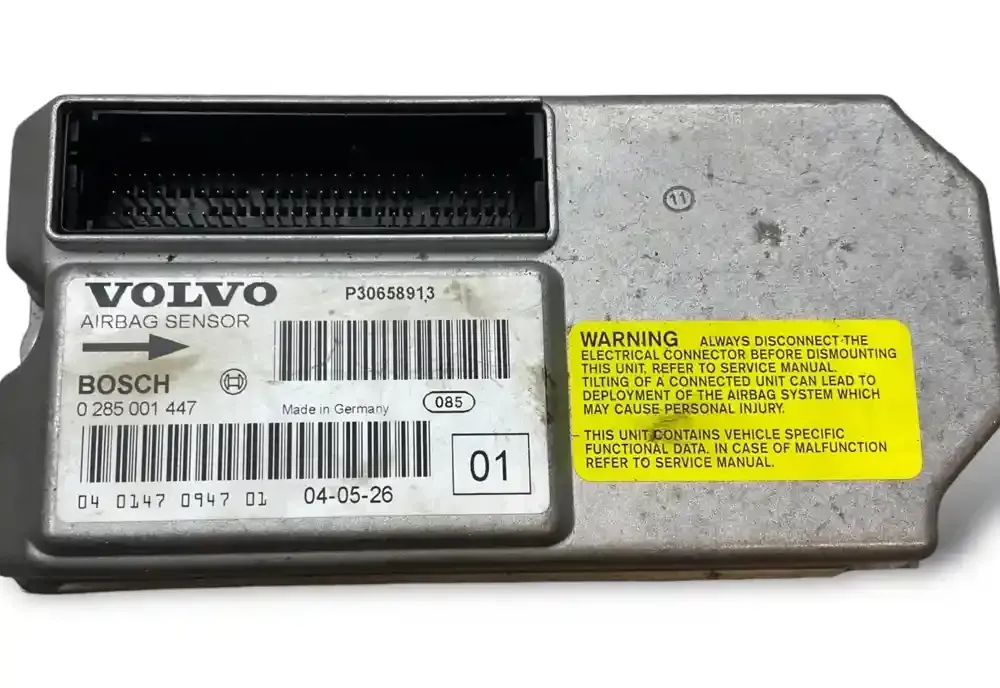 11
VOLVO
P30658913
AIRBAG SENSOR
BOSCH
0 285 001 447
Made in Germany
085
04 0147 0947 01
04-05-26
01
WARNING ALWAYS DISCONNECT THE
ELECTRICAL CONNECTOR BEFORE DISMOUNTING
THIS UNIT, REFER TO SERVICE MANUAL.
TILTING OF A CONNECTED UNIT CAN LEAD TO
DEPLOYMENT OF THE AIRBAG SYSTEM WHICH
MAY CAUSE PERSONAL INJURY.
THIS UNIT CONTAINS VEHICLE SPECIFIC
FUNCTIONAL DATA. IN CASE OF MALFUNCTION
REFER TO SERVICE MANUAL.